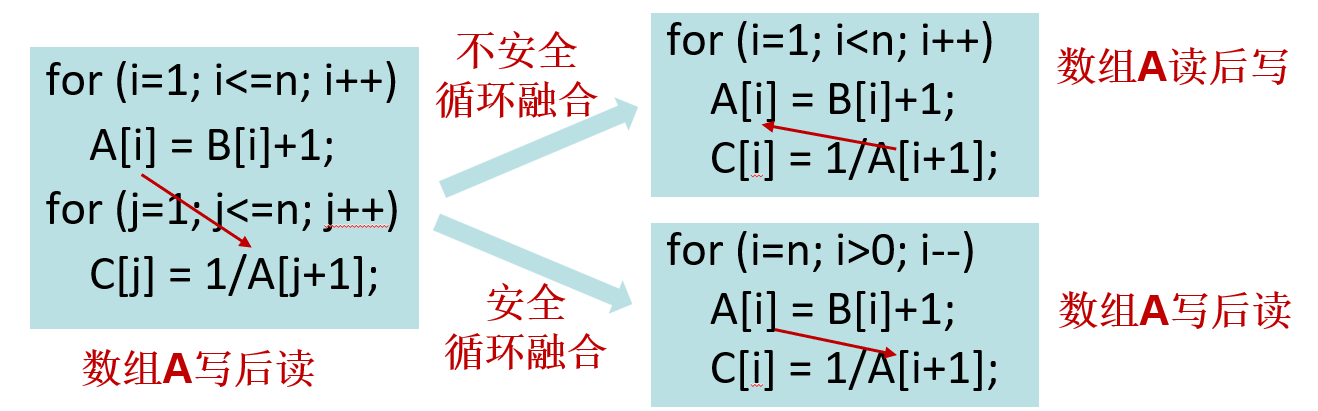 for (i=1; i<=n; i++)
A[i] = B[i]+1;
for (j=1; j<=n; j++)
C[j] = 1/A[j+1];
数组A写后读
不安全
循环融合
for (i=1; i<n; i++)
A[i] = B[i]+1;
C[i] = 1/A[i+1];
数组A读后写
安全
循环融合
for (i=n; i>0; i--)
A[i] = B[i]+1;
C[i] = 1/A[i+1];
数组A写后读